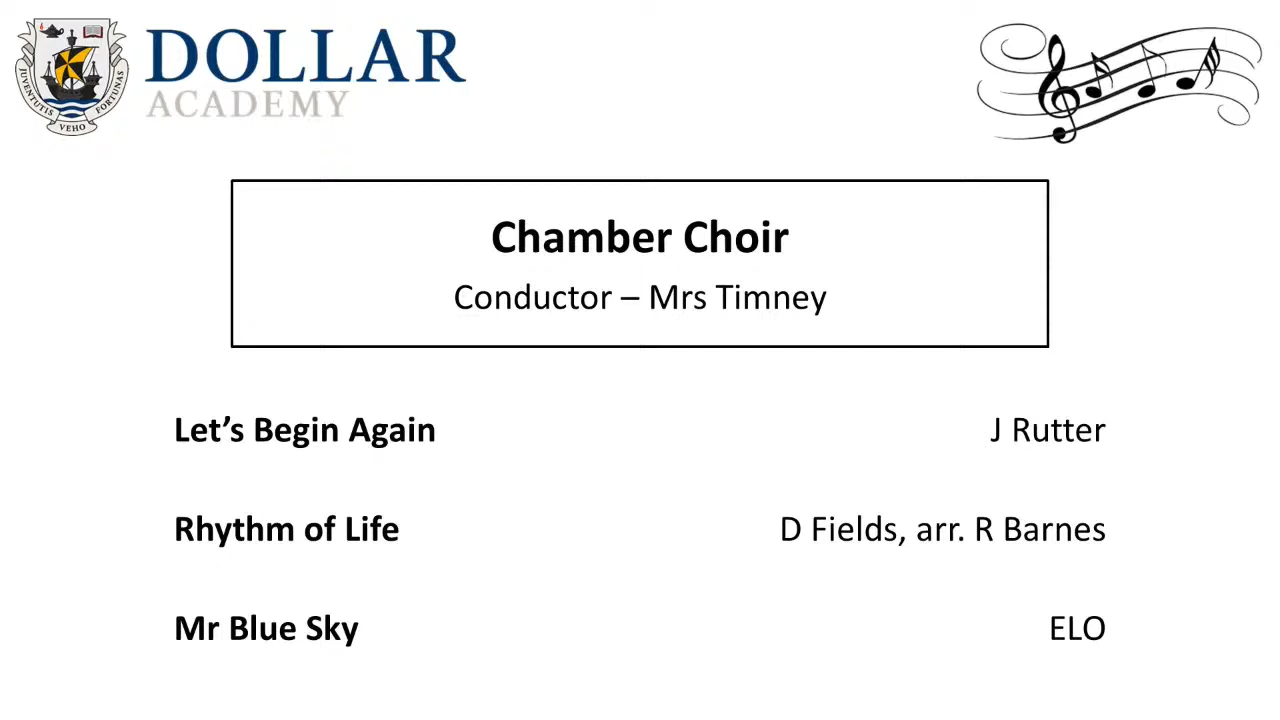 DOLLAR
ACADEMY
JUVENTUTIS VEHO FORTUNAS
Chamber Choir
Conductor – Mrs Timney
Let’s Begin Again J Rutter
Rhythm of Life D Fields, arr. R Barnes
Mr Blue Sky ELO